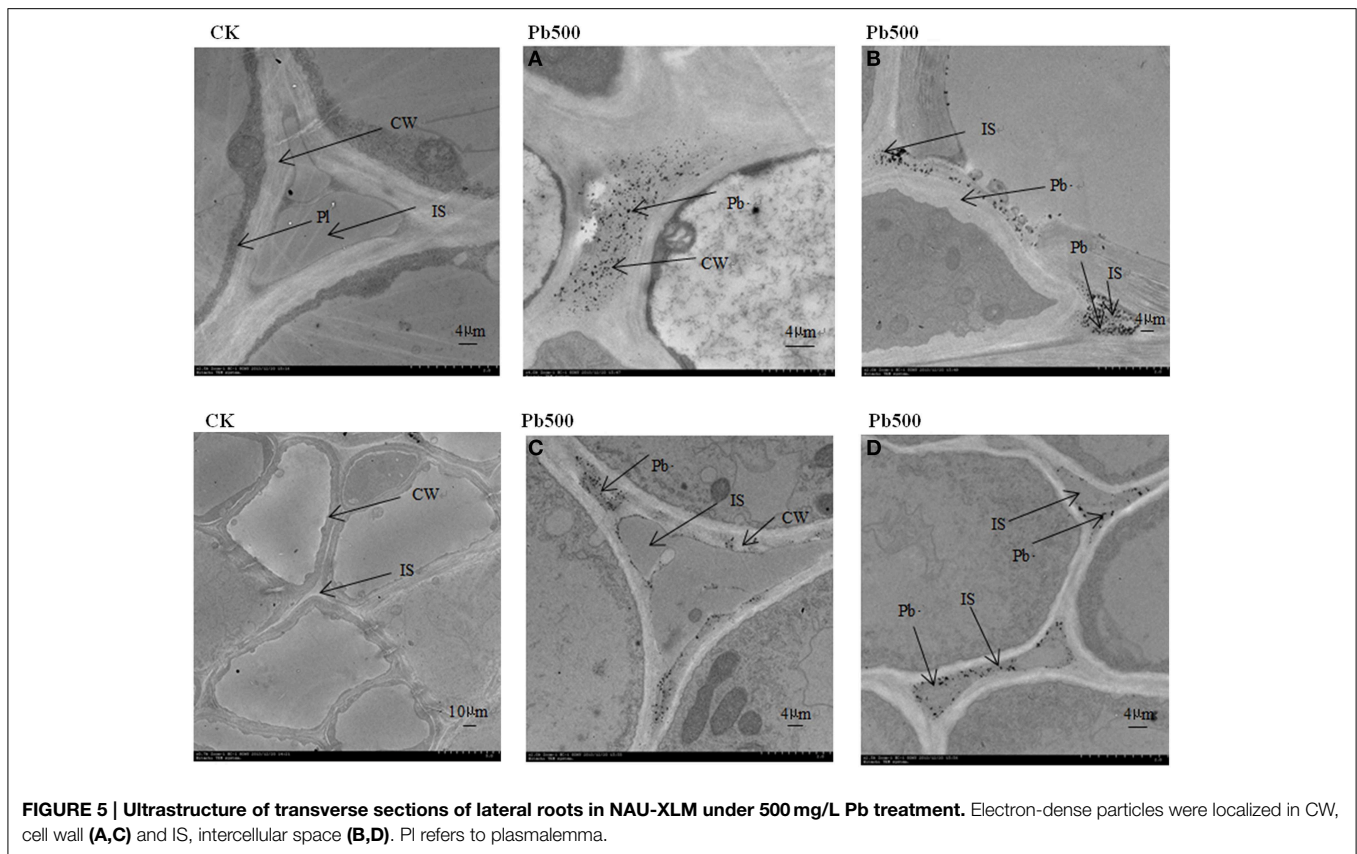 CK
Pb500
Pb500
CW
Pl
IS
4μm
A
Pb
CW
4μm
B
IS
Pb
Pb
IS
4μm
CK
Pb500
Pb500
CW
IS
10μm
C
Pb
IS
CW
4μm
D
IS
Pb
Pb
IS
4μm
FIGURE 5 | Ultrastructure of transverse sections of lateral roots in NAU-XLM under 500 mg/L Pb treatment. Electron-dense particles were localized in CW,
cell wall (A,C) and IS, intercellular space (B,D). Pl refers to plasmalemma.